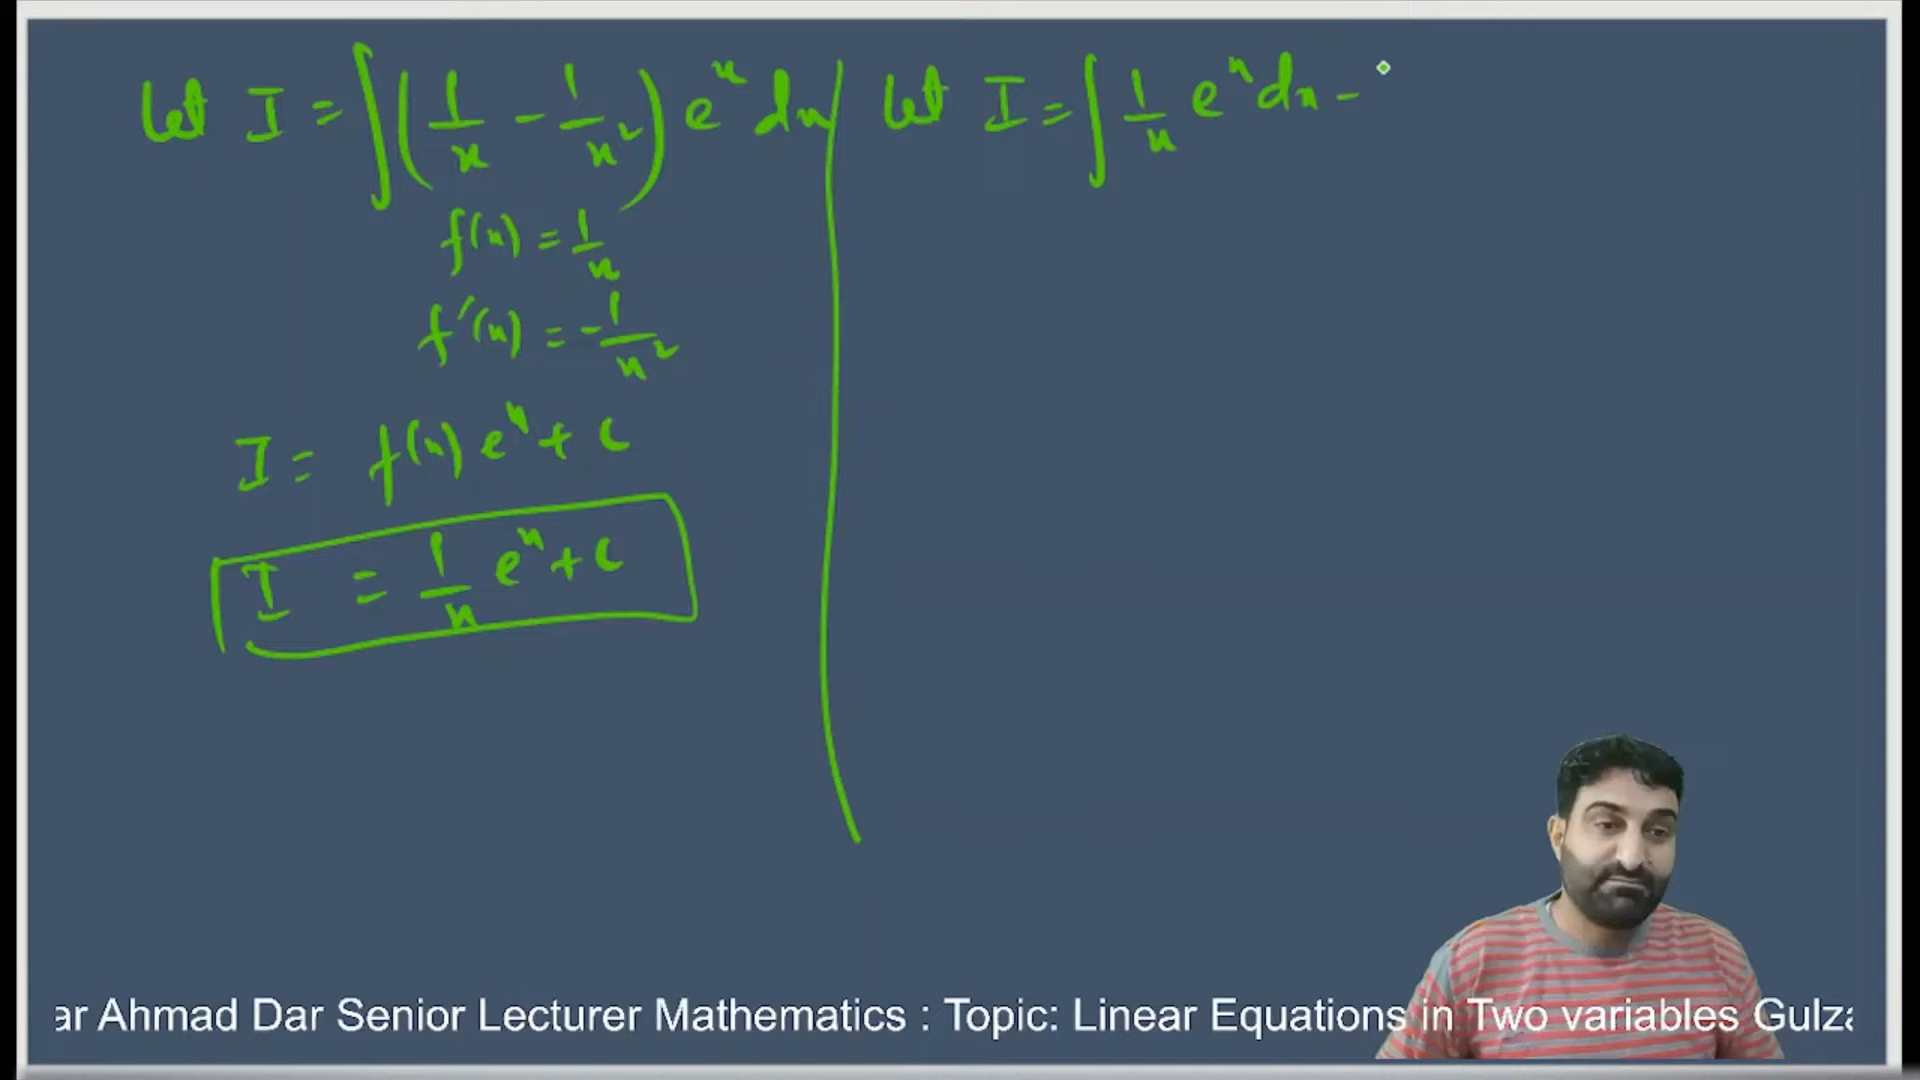 Let I = ∫(1/x - 1/x²) eˣ dx
f(x) = 1/x
f′(x) = -1/x²
I = f(x) eˣ + c
I = 1/x eˣ + c
Let I = ∫ 1/x eˣ dx -
ar Ahmad Dar Senior Lecturer Mathematics : Topic: Linear Equations in Two variables Gulza